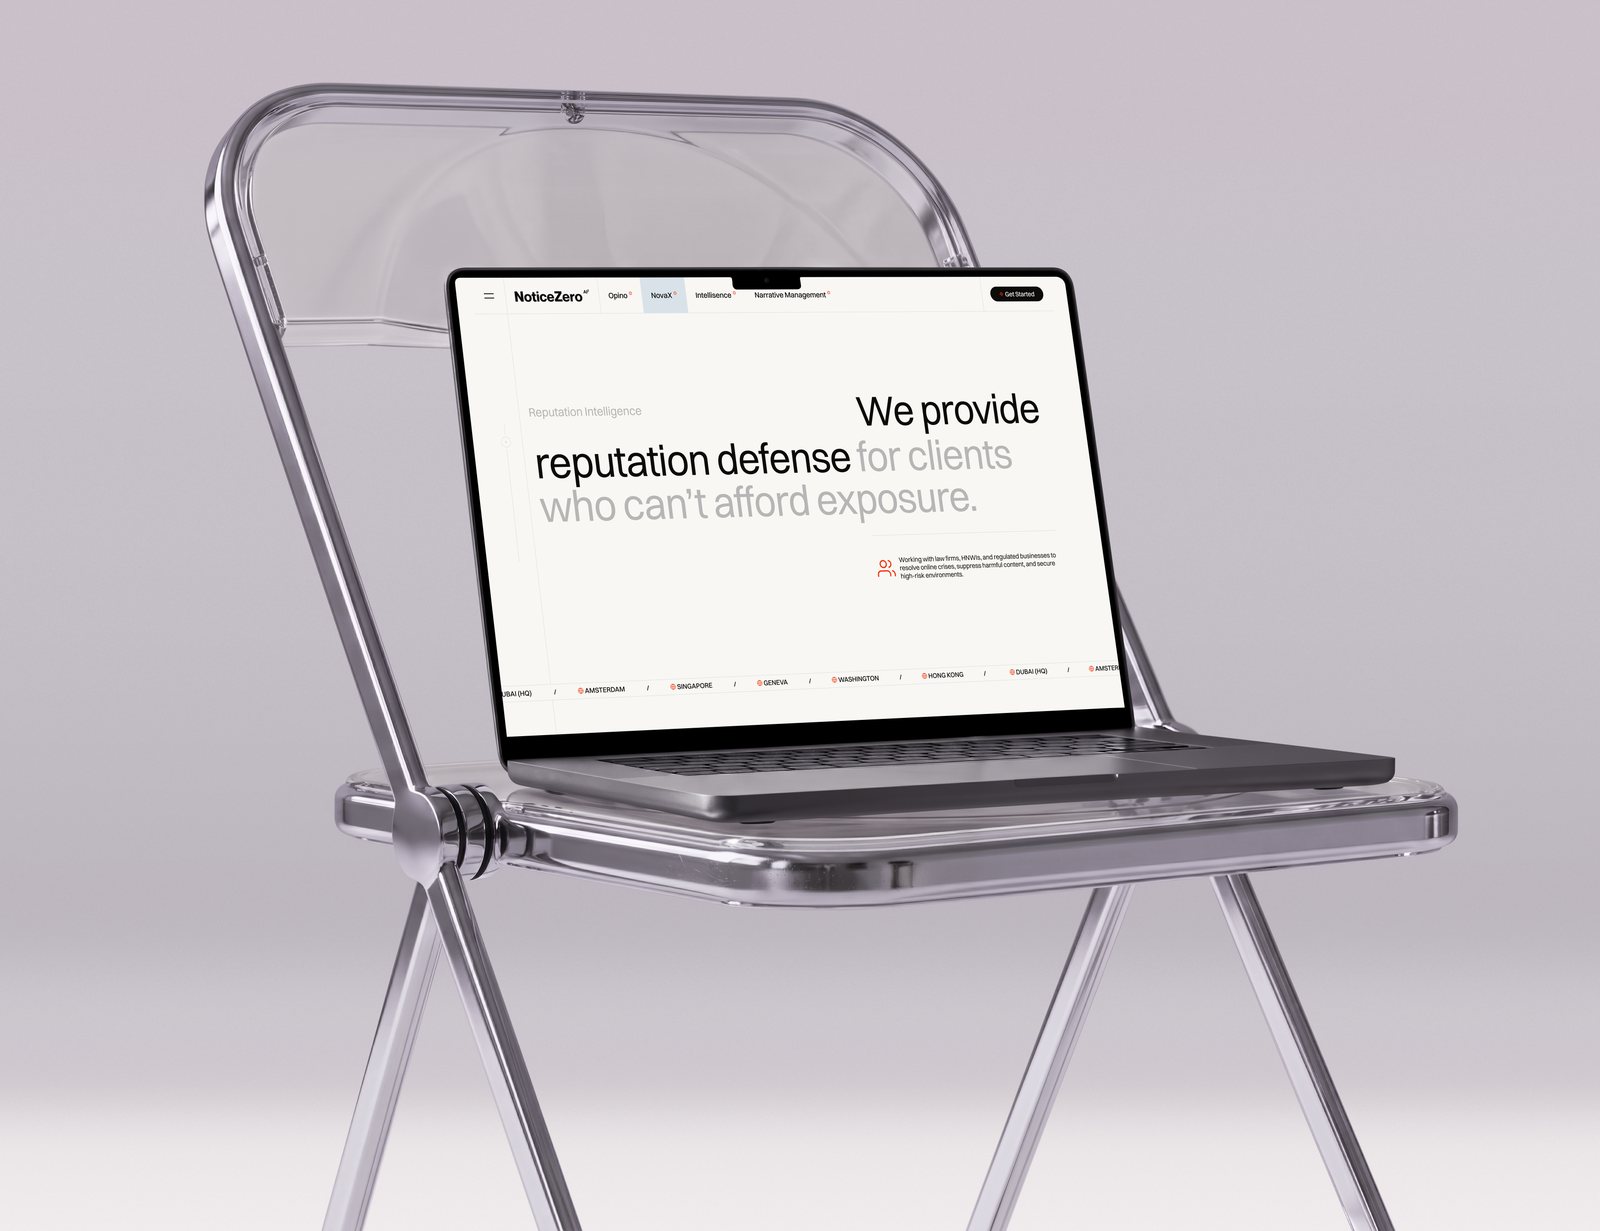 NoticeZero
Opino
NovaX
Intellisence
Narrative Management
Get Started
Reputation Intelligence
We provide
reputation defense for clients
who can't afford exposure.
Working with law firms, HNWIs, and regulated businesses to
resolve online crises, suppress harmful content, and secure
high-risk environments.
UBAI (HQ) / AMSTERDAM / SINGAPORE / GENEVA / WASHINGTON / HONG KONG / DUBAI (HQ) / AMSTER